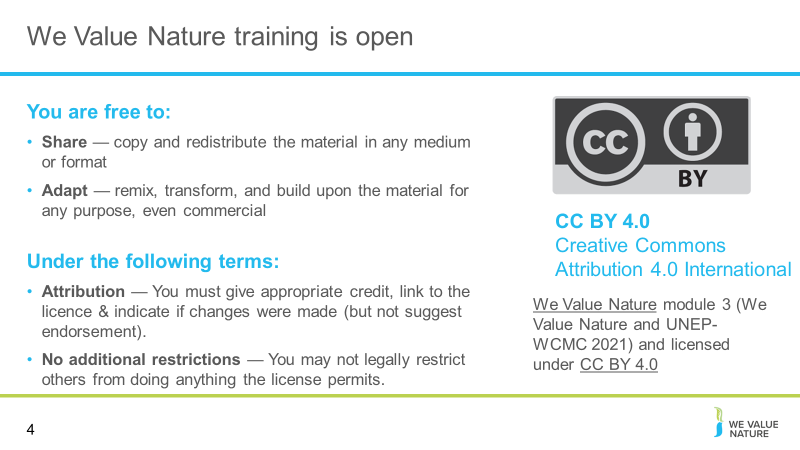 We Value Nature training is open
You are free to:
• Share — copy and redistribute the material in any medium
or format
• Adapt — remix, transform, and build upon the material for
any purpose, even commercial
Under the following terms:
• Attribution — You must give appropriate credit, link to the
licence & indicate if changes were made (but not suggest
endorsement).
• No additional restrictions — You may not legally restrict
others from doing anything the license permits.
CC
BY
CC BY 4.0
Creative Commons
Attribution 4.0 International
We Value Nature module 3 (We
Value Nature and UNEP-
WCMC 2021) and licensed
under CC BY 4.0
4
WE VALUE
NATURE